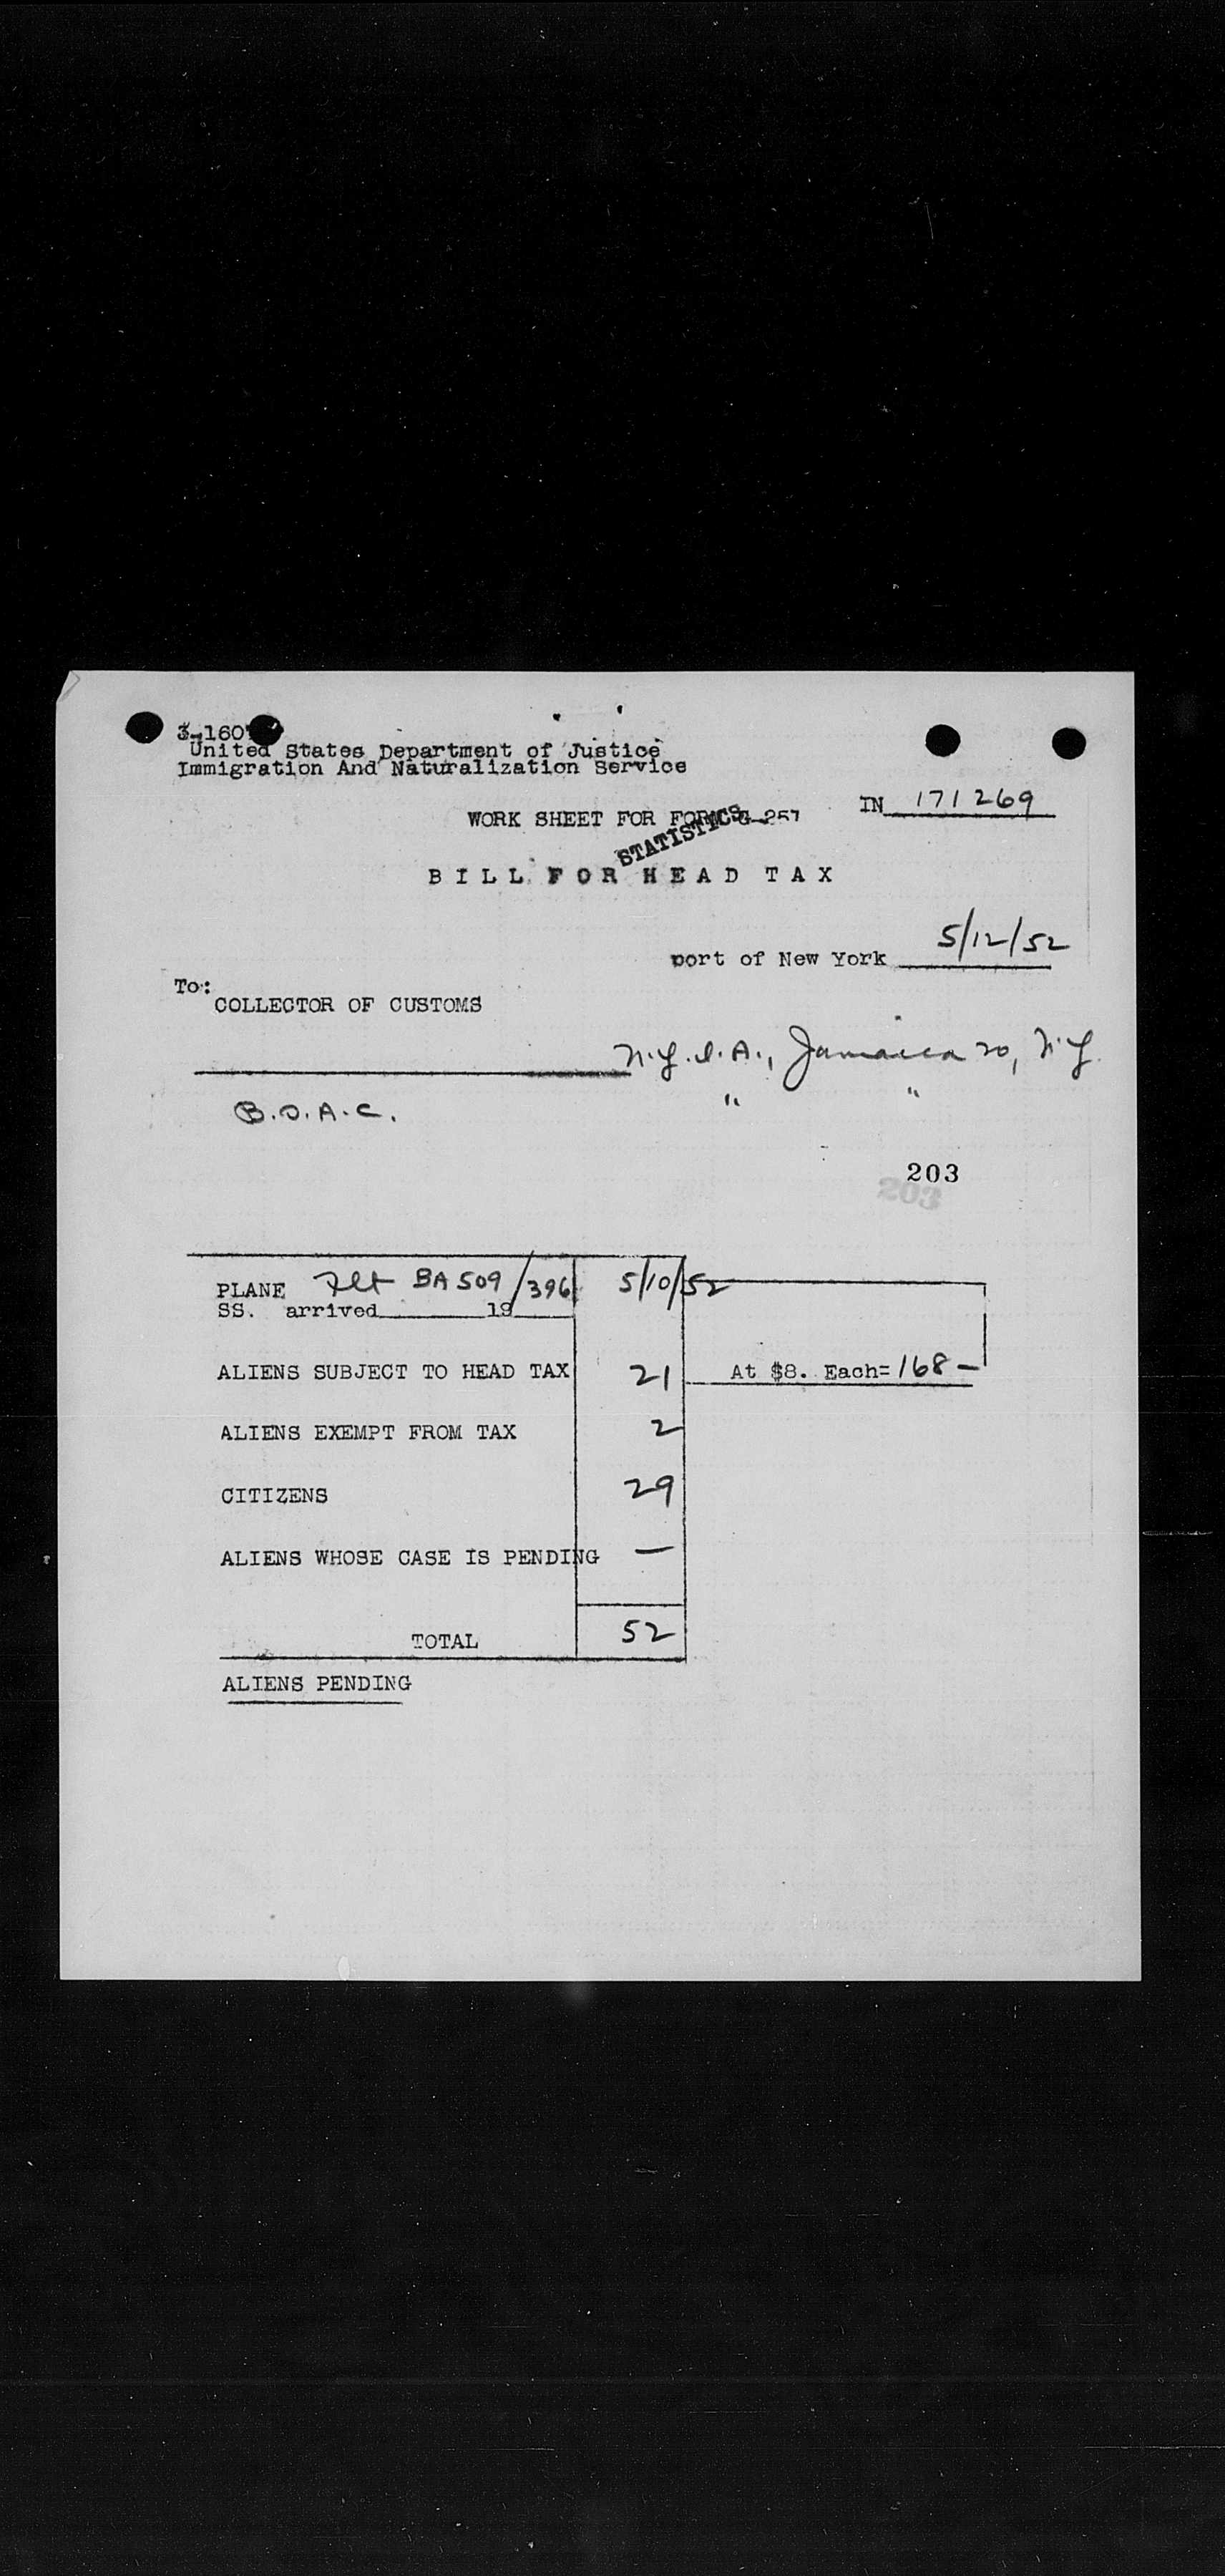 3-160
United States Department of Justice
Immigration And Naturalization Service
IN 171269
WORK SHEET FOR FORM G-257
STATISTICS
BILL FOR HEAD TAX
port of New York 5/12/52
To:
COLLECTOR OF CUSTOMS
N.Y.I.A., Jamaica 20, N.Y.
B.O.A.C. " "
203
203
PLANE Flt BA 509/396 5/10/52
SS. arrived 19
ALIENS SUBJECT TO HEAD TAX 21 At $8. Each= 168 —
ALIENS EXEMPT FROM TAX 2
CITIZENS 29
ALIENS WHOSE CASE IS PENDING —
TOTAL 52
ALIENS PENDING